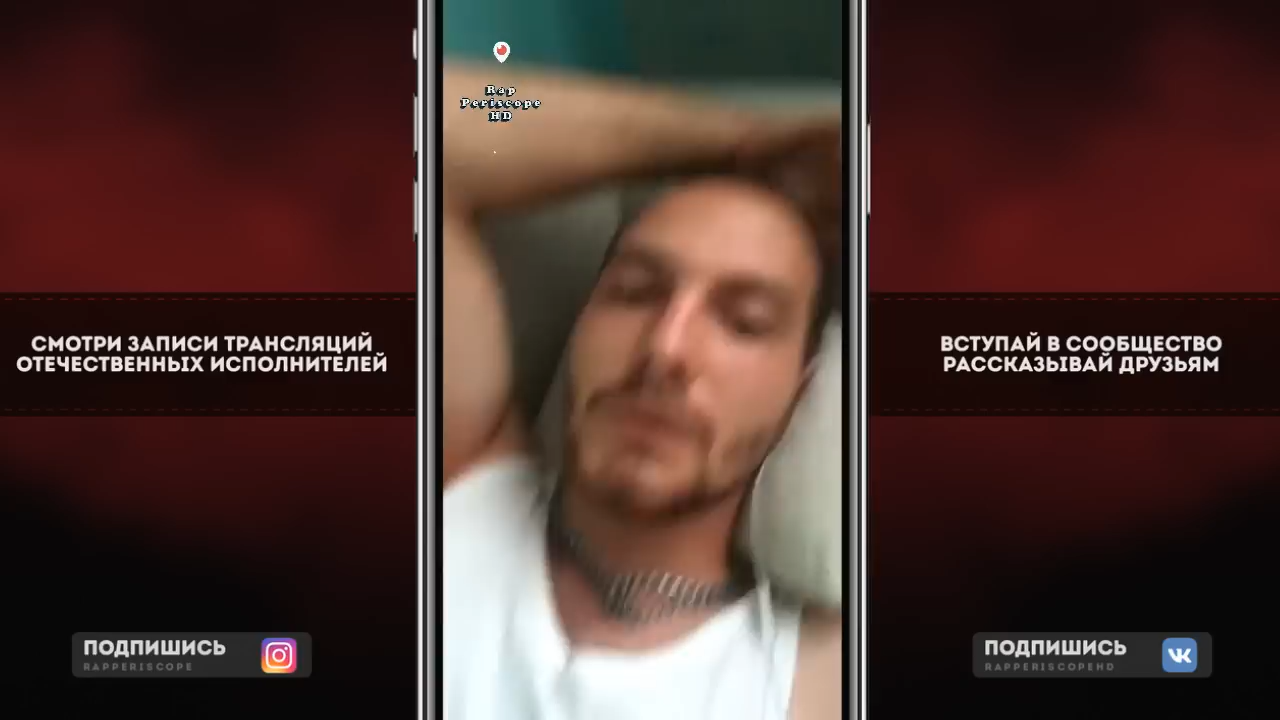 Rap
Periscope
HD
СМОТРИ ЗАПИСИ ТРАНСЛЯЦИЙ
ОТЕЧЕСТВЕННЫХ ИСПОЛНИТЕЛЕЙ
ВСТУПАЙ В СООБЩЕСТВО
РАССКАЗЫВАЙ ДРУЗЬЯМ
ПОДПИШИСЬ
RAPPERISCOPE
ПОДПИШИСЬ
RAPPERISCOPEHD